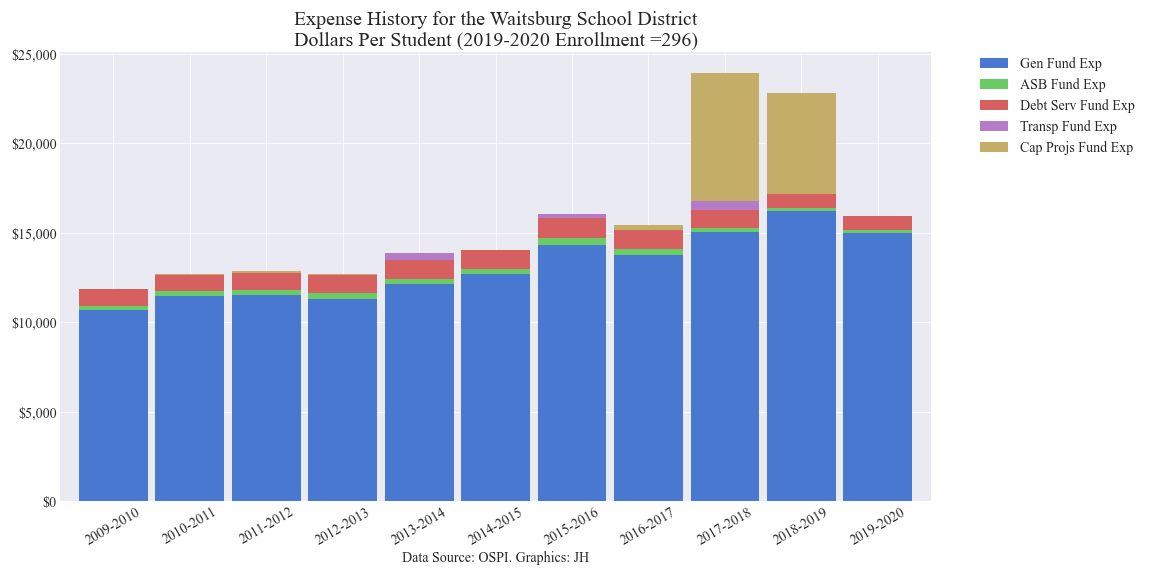 Expense History for the Waitsburg School District
Dollars Per Student (2019-2020 Enrollment =296)
$25,000
$20,000
$15,000
$10,000
$5,000
$0
Gen Fund Exp
ASB Fund Exp
Debt Serv Fund Exp
Transp Fund Exp
Cap Projs Fund Exp
2009-2010
2010-2011
2011-2012
2012-2013
2013-2014
2014-2015
2015-2016
2016-2017
2017-2018
2018-2019
2019-2020
Data Source: OSPI. Graphics: JH